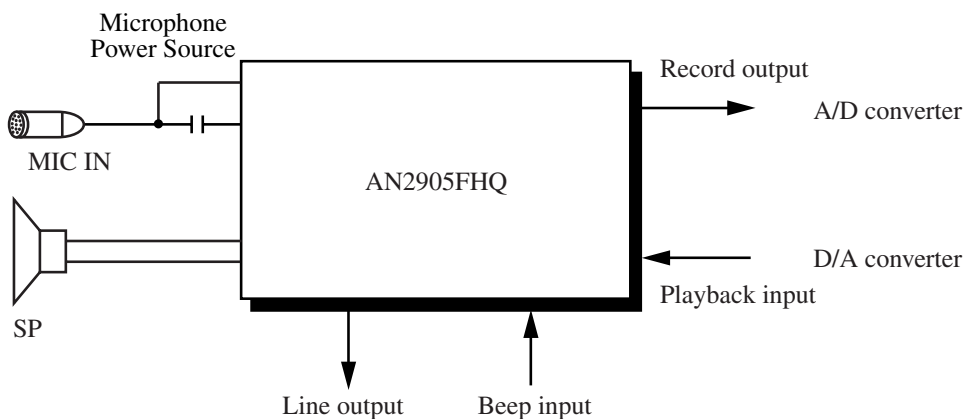 Microphone
Power Source
Record output
A/D converter
MIC IN
AN2905FHQ
D/A converter
Playback input
SP
Line output
Beep input